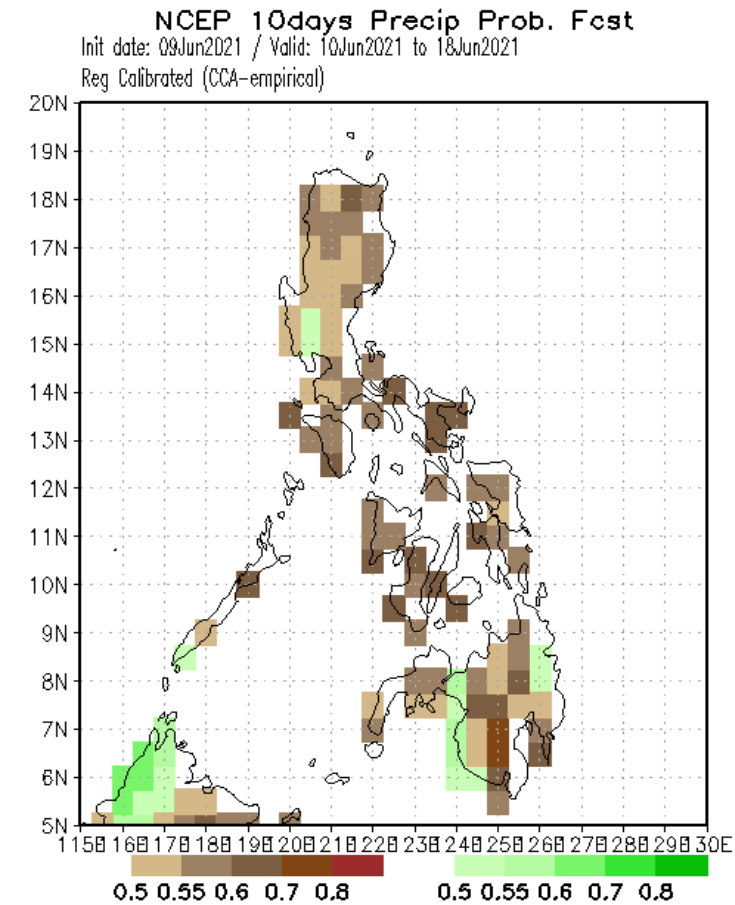 NCEP 10days Precip Prob. Fcst
Init date: 09Jun2021 / Valid: 10Jun2021 to 18Jun2021
Reg Calibrated (CCA-empirical)
20N
19N
18N
17N
16N
15N
14N
13N
12N
11N
10N
9N
8N
7N
6N
5N
115E 116E 117E 118E 119E 120E 121E 122E 123E 124E 125E 126E 127E 128E 129E 130E
0.5 0.55 0.6 0.7 0.8 0.5 0.55 0.6 0.7 0.8